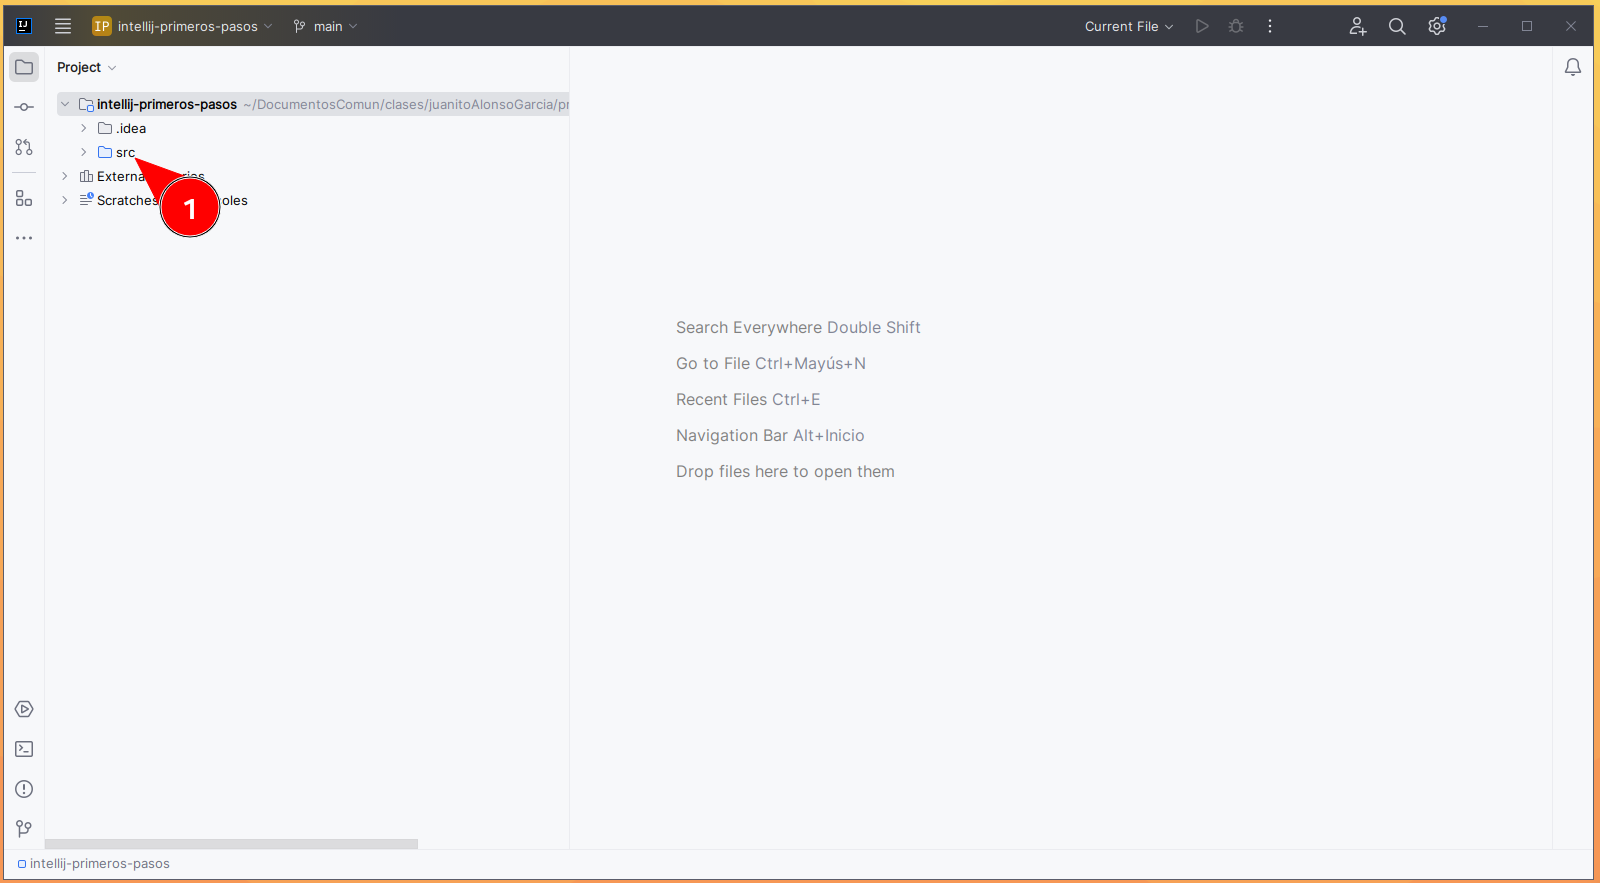 IJ
IP intellij-primeros-pasos main Current File
Project
intellij-primeros-pasos ~/DocumentosComun/clases/juanitoAlonsoGarcia/pr
.idea
src
Externa ries
Scratches oles
1
Search Everywhere Double Shift
Go to File Ctrl+Mayús+N
Recent Files Ctrl+E
Navigation Bar Alt+Inicio
Drop files here to open them
intellij-primeros-pasos